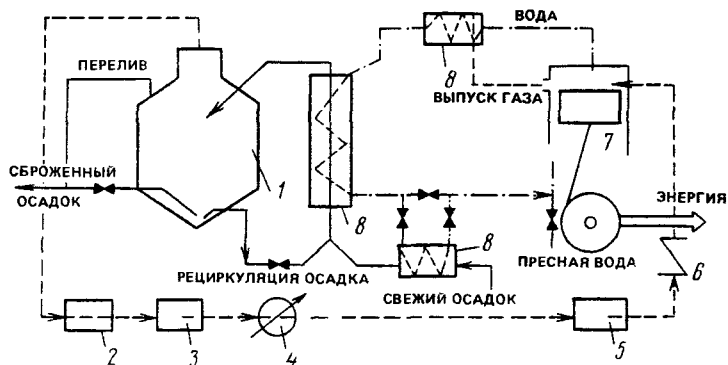 ВОДА
8
ПЕРЕЛИВ
ВЫПУСК ГАЗА
7
СБРОЖЕННЫЙ
ОСАДОК
1
8
ЭНЕРГИЯ
8
РЕЦИРКУЛЯЦИЯ ОСАДКА
СВЕЖИЙ ОСАДОК
ПРЕСНАЯ ВОДА
6
2
3
4
5